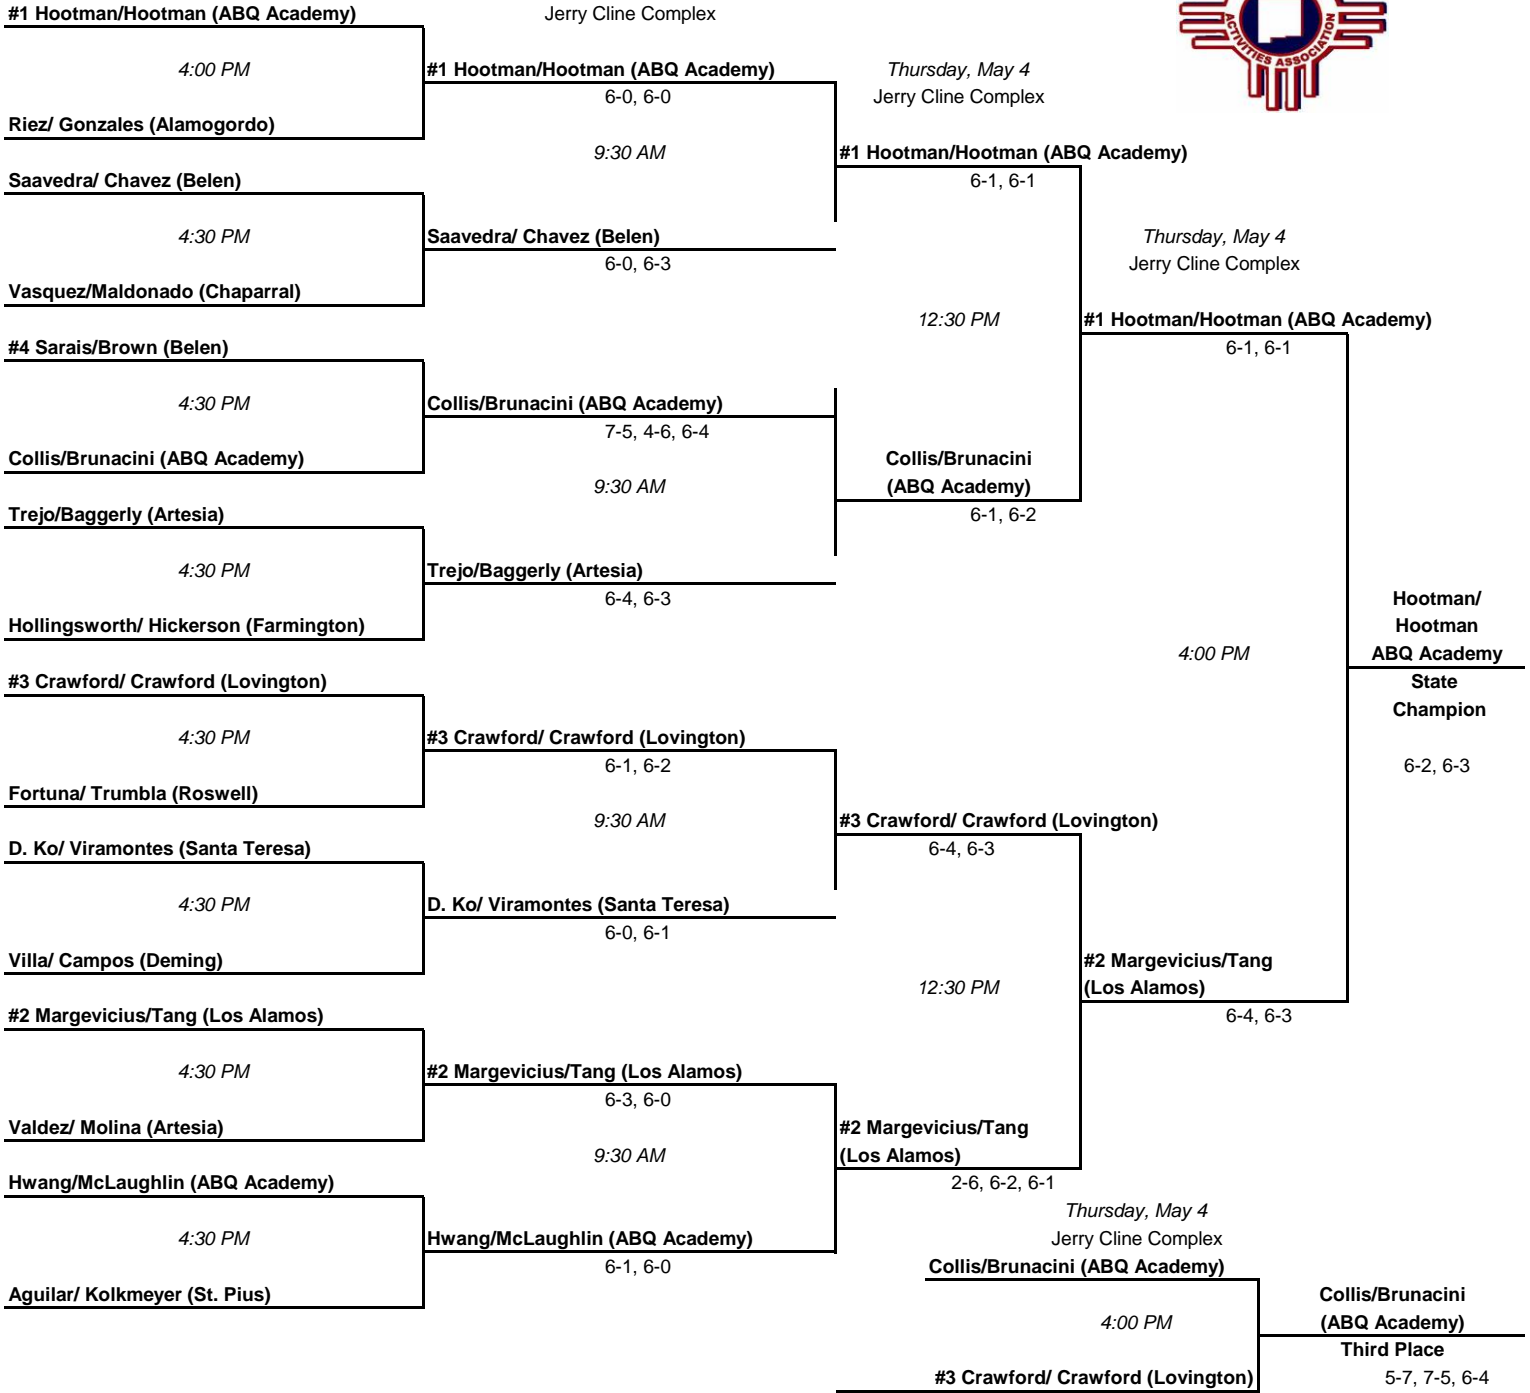 #1 Hootman/Hootman (ABQ Academy)
Jerry Cline Complex
ACTIVITIES ASSOCIATION
4:00 PM
#1 Hootman/Hootman (ABQ Academy)
Thursday, May 4
6-0, 6-0
Jerry Cline Complex
Riez/ Gonzales (Alamogordo)
9:30 AM
#1 Hootman/Hootman (ABQ Academy)
Saavedra/ Chavez (Belen)
6-1, 6-1
4:30 PM
Saavedra/ Chavez (Belen)
Thursday, May 4
6-0, 6-3
Jerry Cline Complex
Vasquez/Maldonado (Chaparral)
12:30 PM
#1 Hootman/Hootman (ABQ Academy)
#4 Sarais/Brown (Belen)
6-1, 6-1
4:30 PM
Collis/Brunacini (ABQ Academy)
7-5, 4-6, 6-4
Collis/Brunacini (ABQ Academy)
Collis/Brunacini
9:30 AM
(ABQ Academy)
Trejo/Baggerly (Artesia)
6-1, 6-2
4:30 PM
Trejo/Baggerly (Artesia)
6-4, 6-3
Hootman/
Hollingsworth/ Hickerson (Farmington)
Hootman
4:00 PM
ABQ Academy
#3 Crawford/ Crawford (Lovington)
State
Champion
4:30 PM
#3 Crawford/ Crawford (Lovington)
6-1, 6-2
6-2, 6-3
Fortuna/ Trumbla (Roswell)
9:30 AM
#3 Crawford/ Crawford (Lovington)
D. Ko/ Viramontes (Santa Teresa)
6-4, 6-3
4:30 PM
D. Ko/ Viramontes (Santa Teresa)
6-0, 6-1
Villa/ Campos (Deming)
#2 Margevicius/Tang
12:30 PM
(Los Alamos)
#2 Margevicius/Tang (Los Alamos)
6-4, 6-3
4:30 PM
#2 Margevicius/Tang (Los Alamos)
6-3, 6-0
Valdez/ Molina (Artesia)
#2 Margevicius/Tang
9:30 AM
(Los Alamos)
Hwang/McLaughlin (ABQ Academy)
2-6, 6-2, 6-1
Thursday, May 4
4:30 PM
Hwang/McLaughlin (ABQ Academy)
Jerry Cline Complex
6-1, 6-0
Collis/Brunacini (ABQ Academy)
Aguilar/ Kolkmeyer (St. Pius)
Collis/Brunacini
4:00 PM
(ABQ Academy)
Third Place
#3 Crawford/ Crawford (Lovington)
5-7, 7-5, 6-4